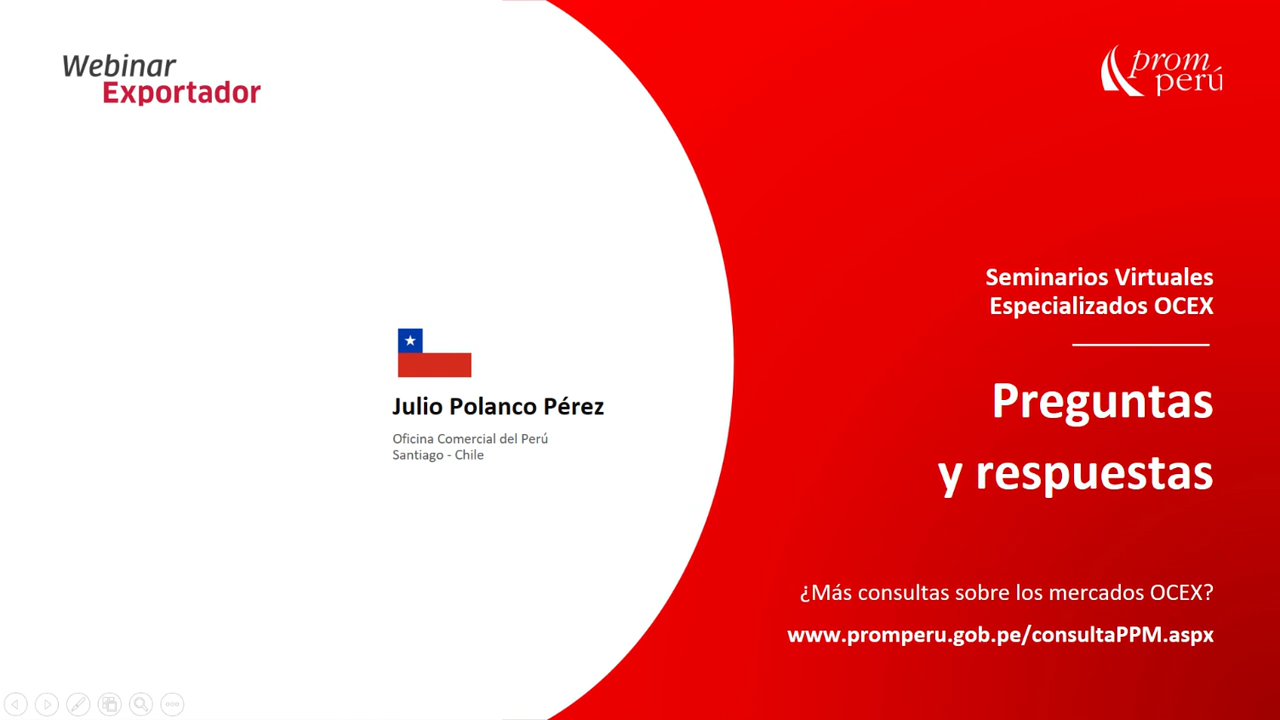 Webinar
Exportador
prom
perú
Seminarios Virtuales
Especializados OCEX
Preguntas
y respuestas
Julio Polanco Pérez
Oficina Comercial del Perú
Santiago - Chile
¿Más consultas sobre los mercados OCEX?
www.promperu.gob.pe/consultaPPM.aspx